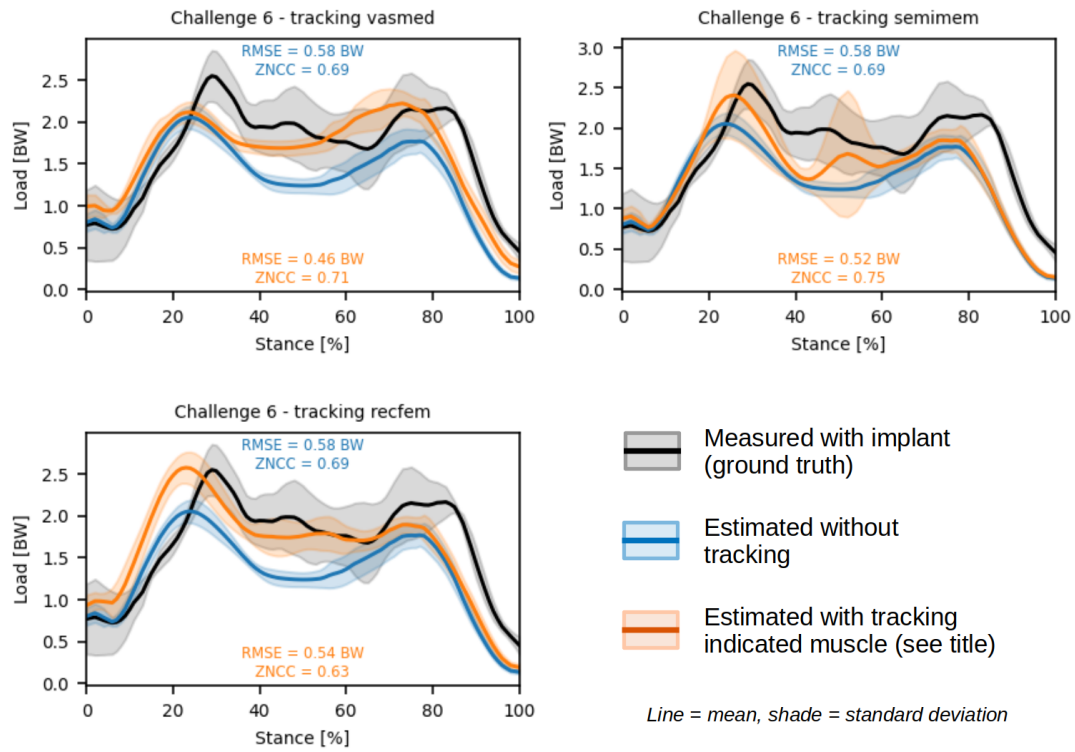 Challenge 6 - tracking vasmed
RMSE = 0.58 BW
ZNCC = 0.69
Load [BW]
2.5
2.0
1.5
1.0
0.5
0.0
RMSE = 0.46 BW
ZNCC = 0.71
0 20 40 60 80 100
Stance [%]
Challenge 6 - tracking semimem
RMSE = 0.58 BW
ZNCC = 0.69
Load [BW]
3.0
2.5
2.0
1.5
1.0
0.5
0.0
RMSE = 0.52 BW
ZNCC = 0.75
0 20 40 60 80 100
Stance [%]
Challenge 6 - tracking recfem
RMSE = 0.58 BW
ZNCC = 0.69
Load [BW]
2.5
2.0
1.5
1.0
0.5
0.0
RMSE = 0.54 BW
ZNCC = 0.63
0 20 40 60 80 100
Stance [%]
Measured with implant
(ground truth)
Estimated without
tracking
Estimated with tracking
indicated muscle (see title)
Line = mean, shade = standard deviation